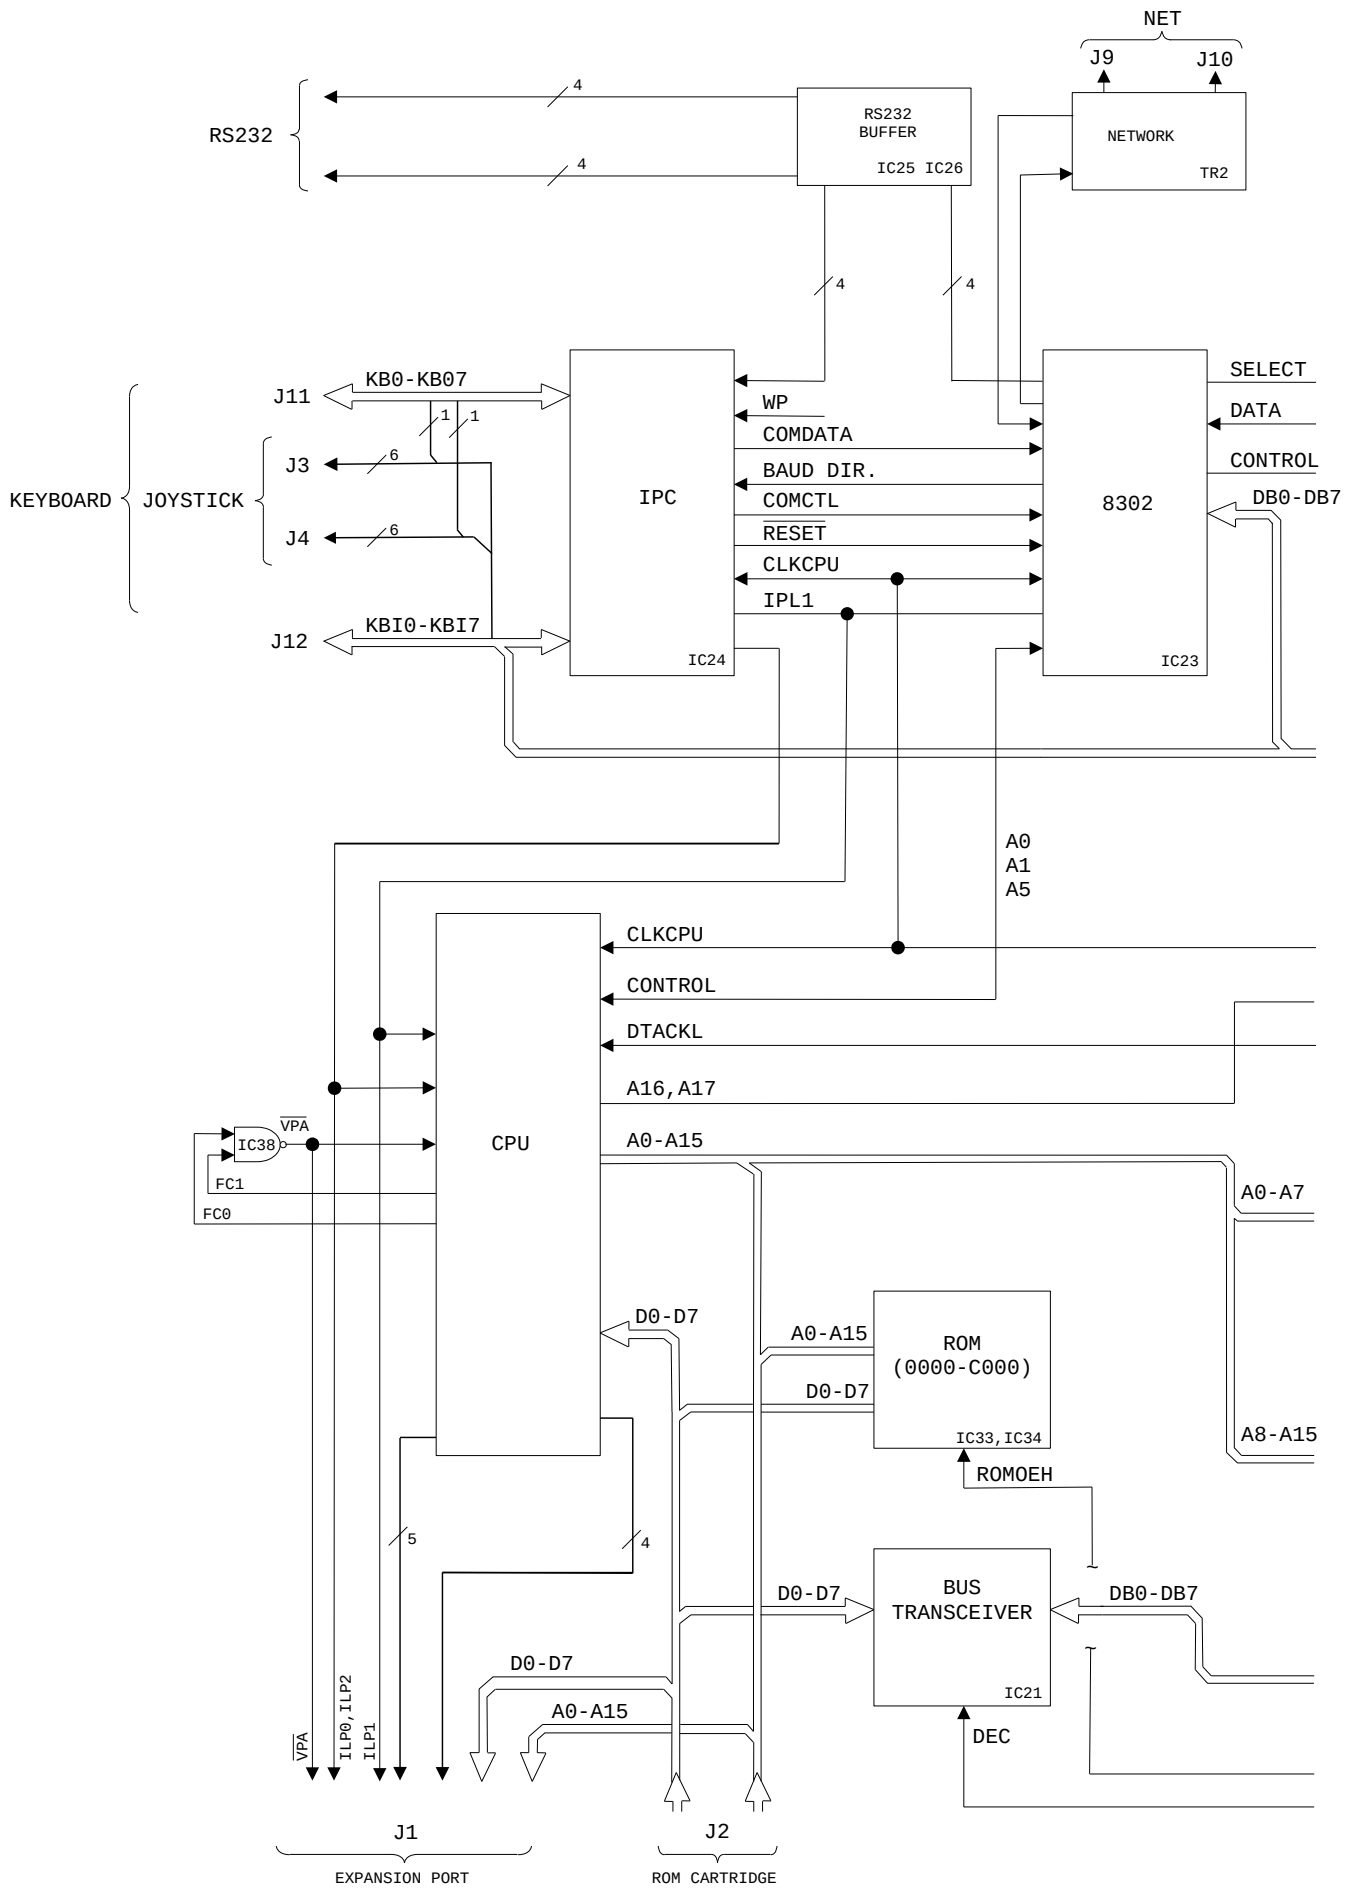 NET
J9
J10
RS232
4
4
RS232
BUFFER
IC25 IC26
NETWORK
TR2
4
4
KEYBOARD
JOYSTICK
J11
KB0-KB07
1
1
J3
6
J4
6
J12
KBI0-KBI7
IPC
IC24
WP
COMDATA
BAUD DIR.
COMCTL
RESET
CLKCPU
IPL1
8302
IC23
SELECT
DATA
CONTROL
DB0-DB7
A0
A1
A5
CLKCPU
CONTROL
DTACKL
A16,A17
A0-A15
CPU
VPA
IC38
FC1
FC0
A0-A7
D0-D7
A0-A15
D0-D7
ROM
(0000-C000)
IC33,IC34
A8-A15
ROMOEH
5
4
D0-D7
BUS
TRANSCEIVER
IC21
DB0-DB7
~
~
D0-D7
A0-A15
DEC
VPA
ILP0,ILP2
ILP1
J1
EXPANSION PORT
J2
ROM CARTRIDGE